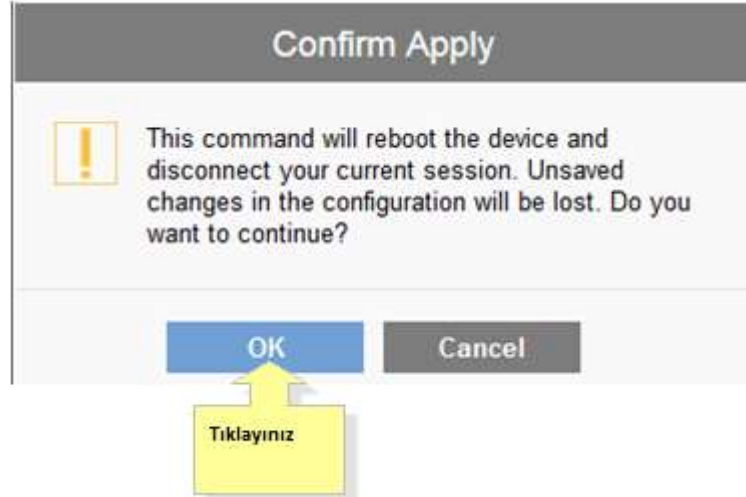 Confirm Apply
This command will reboot the device and
disconnect your current session. Unsaved
changes in the configuration will be lost. Do you
want to continue?
OK
Cancel
Tıklayınız